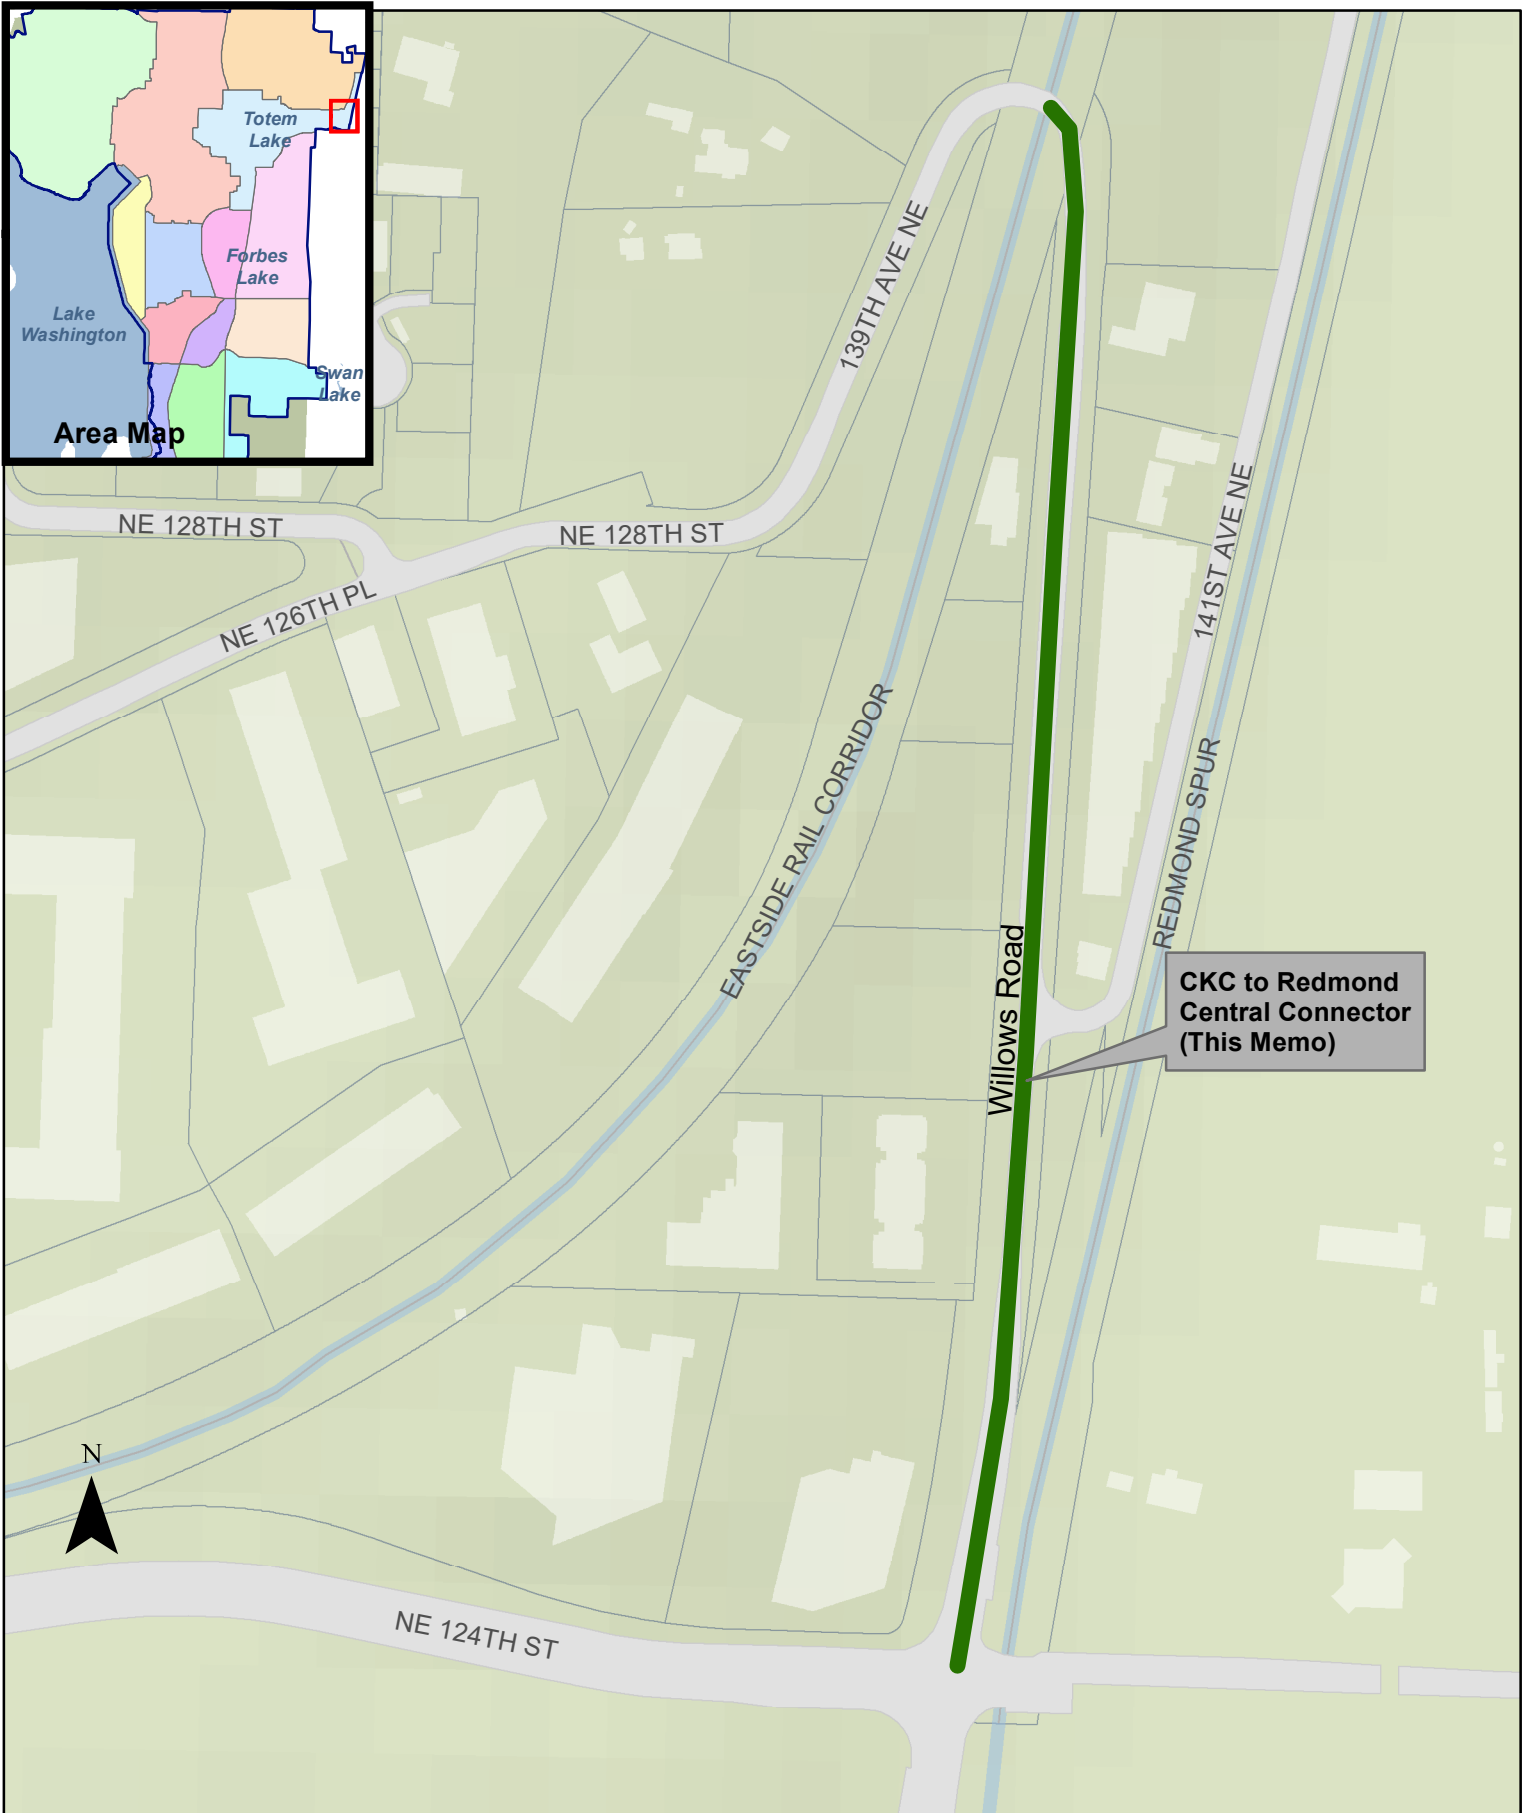 Totem
Lake
Forbes
Lake
Lake
Washington
Swan
Lake
Area Map
139TH AVE NE
NE 128TH ST
NE 128TH ST
NE 126TH PL
141ST AVE NE
EASTSIDE RAIL CORRIDOR
REDMOND SPUR
Willows Road
CKC to Redmond
Central Connector
(This Memo)
N
NE 124TH ST